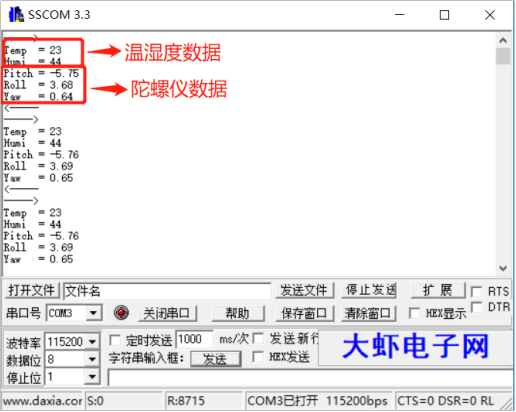 SSCOM 3.3
---->
Temp = 23
Humi = 44
Pitch = -5.75
Roll = 3.68
Yaw = 0.64
<----
---->
Temp = 23
Humi = 44
Pitch = -5.76
Roll = 3.69
Yaw = 0.65
<----
---->
Temp = 23
Humi = 44
Pitch = -5.76
Roll = 3.69
Yaw = 0.65
温湿度数据
陀螺仪数据
打开文件 文件名 发送文件 停止发送 扩 展 RTS
串口号 COM3 关闭串口 帮助 保存窗口 清除窗口 HEX显示 DTR
波特率 115200 定时发送 1000 ms/次 发送新行
数据位 8 字符串输入框: 发送 HEX发送
停止位 1
大虾电子网
www.daxia.com S:0 R:8715 COM3已打开 115200bps CTS=0 DSR=0 RL